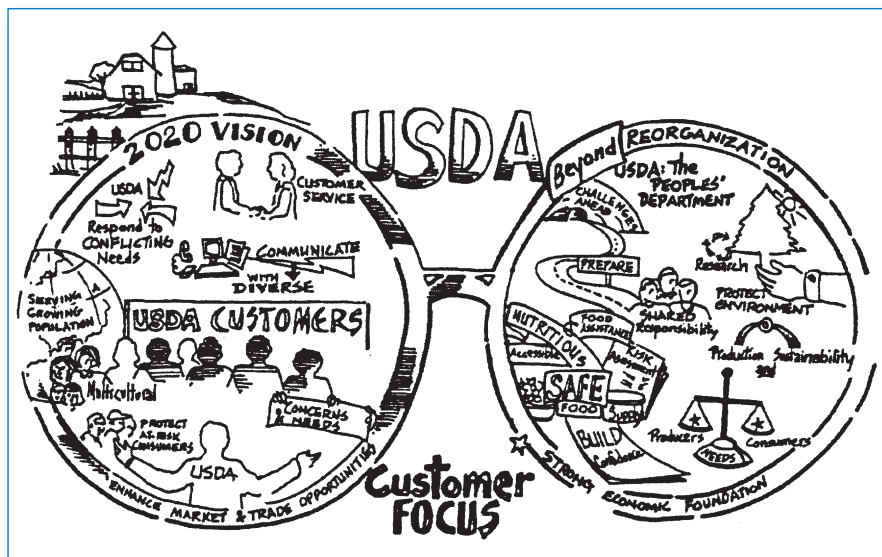 USDA
2020 VISION
USDA
Respond to
CONFLICTING
Needs
CUSTOMER
SERVICE
COMMUNICATE
WITH
DIVERSE
SERVING
GROWING
POPULATION
USDA CUSTOMERS
Multicultural
CONCERNS
& NEEDS
PROTECT
AT-RISK
CONSUMERS
USDA
ENHANCE MARKET & TRADE OPPORTUNITIES
Customer
FOCUS
Beyond REORGANIZATION
USDA: The
PEOPLES'
DEPARTMENT
CHALLENGES
AHEAD
PREPARE
Research
PROTECT
ENVIRONMENT
SHARED
Responsibility
NUTRITIOUS
FOOD
ASSISTANCE
Accessible
RISK
Assessment
Production and Sustainability
SAFE
FOOD
Supply
BUILD
Confidence
Producers
Consumers
NEEDS
STRONG ECONOMIC FOUNDATION